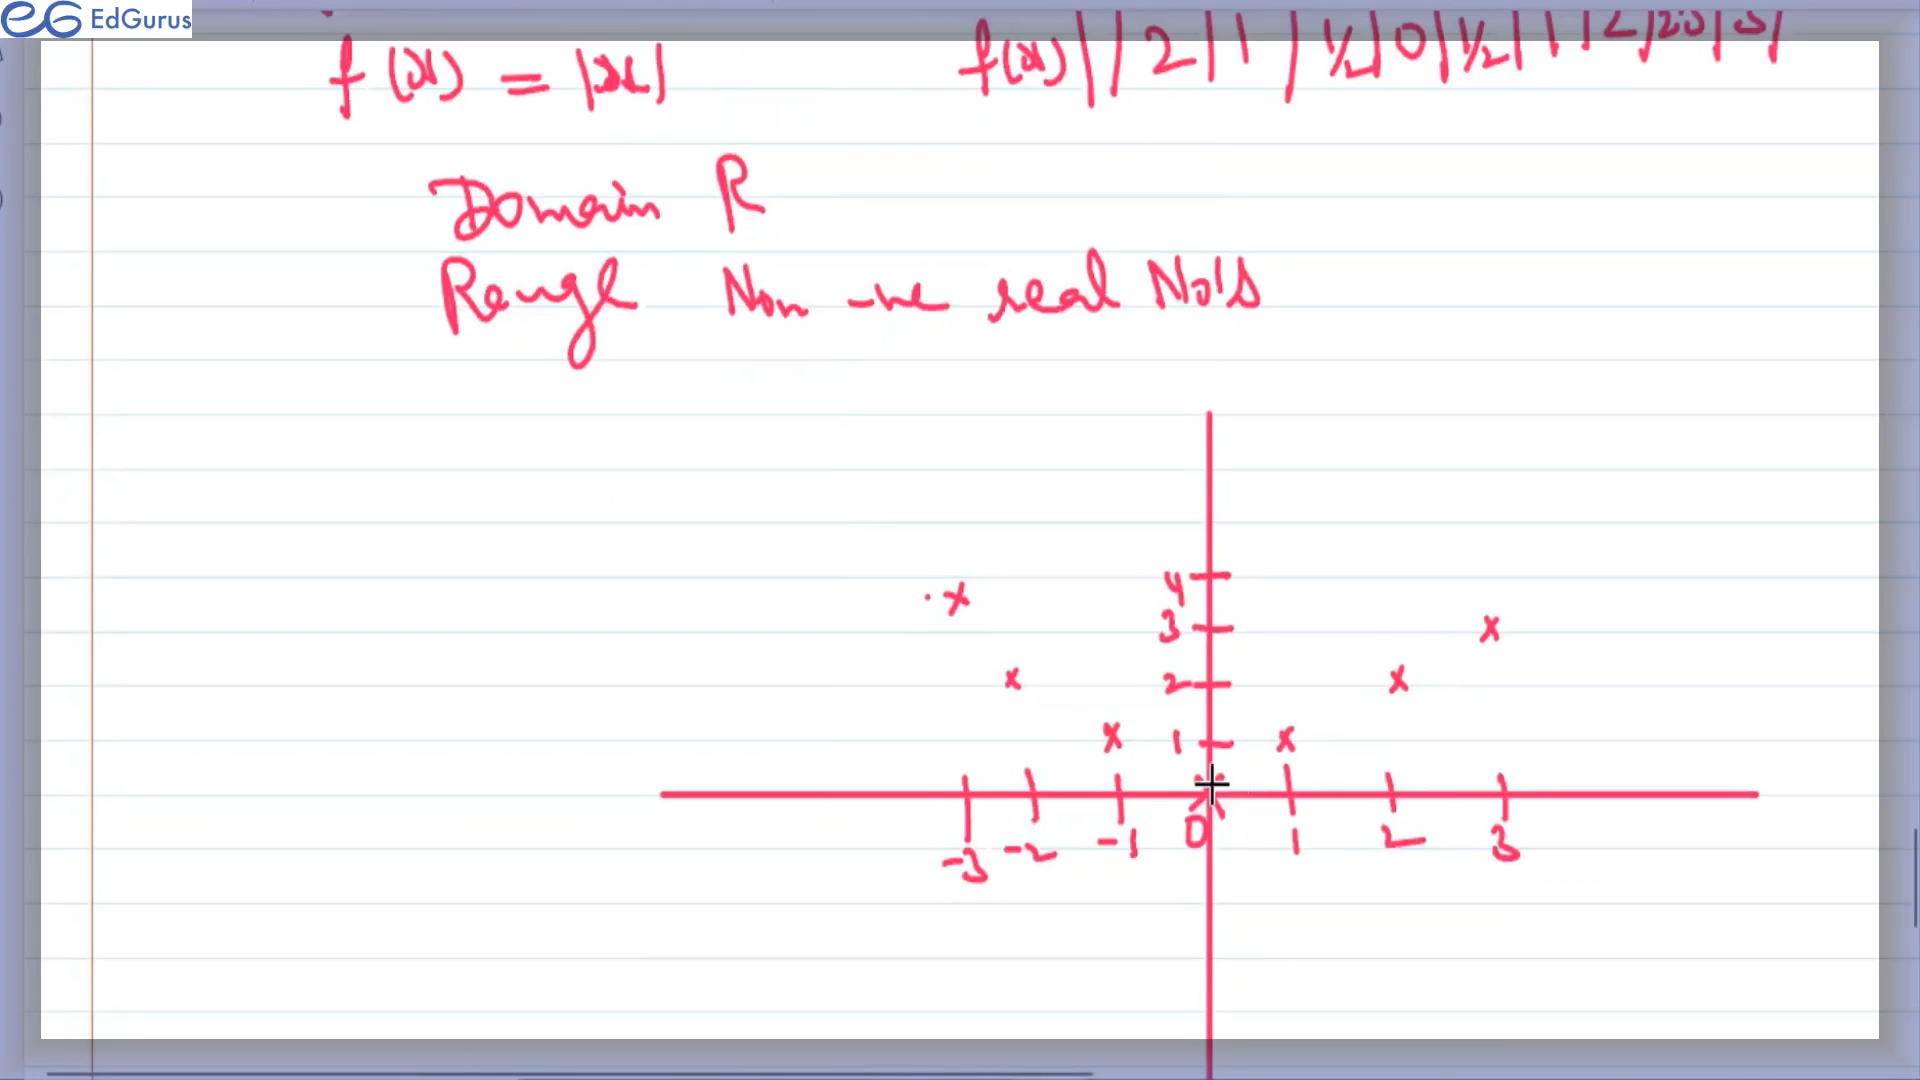 EdGurus
f(x) = |x|
f(x) | | 2 | 1 | 1/2 | 0 | 1/2 | 1 |
Domain R
Range Non -ve real No's
4
3
2
1
-3 -2 -1 0 1 2 3